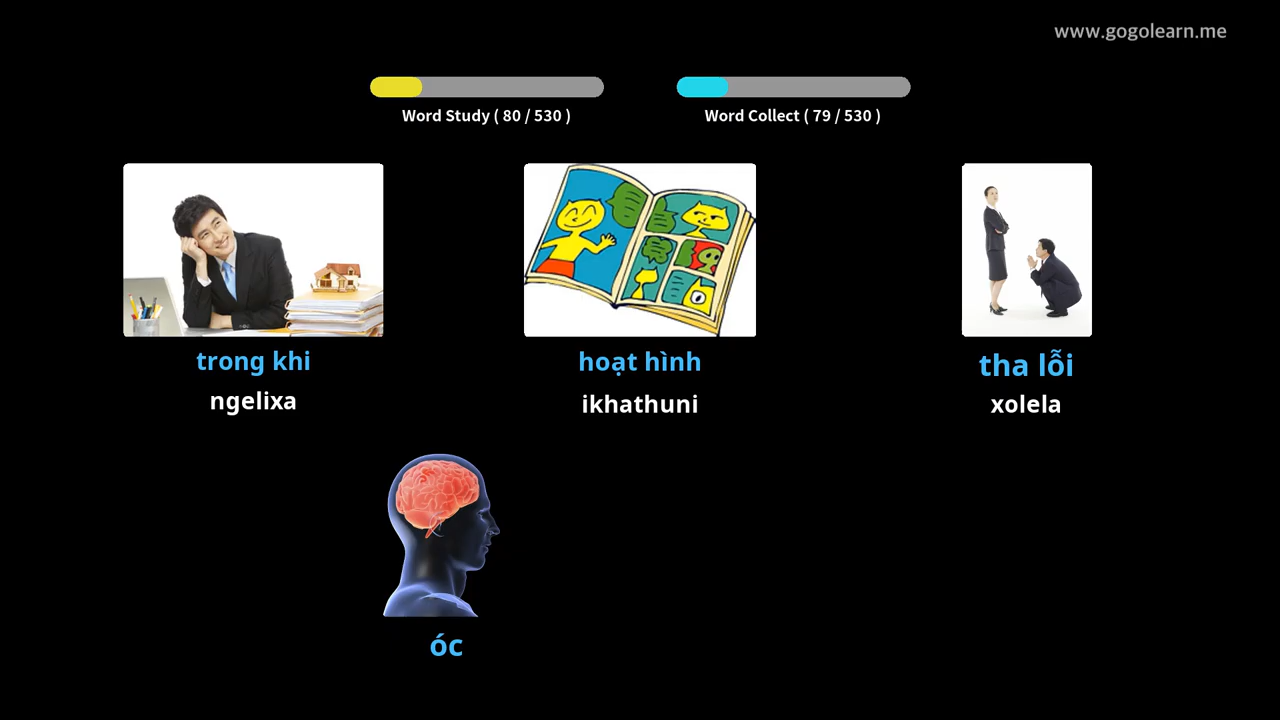 www.gogolearn.me
Word Study ( 80 / 530 )
Word Collect ( 79 / 530 )
trong khi
ngelixa
hoạt hình
ikhathuni
tha lỗi
xolela
óc